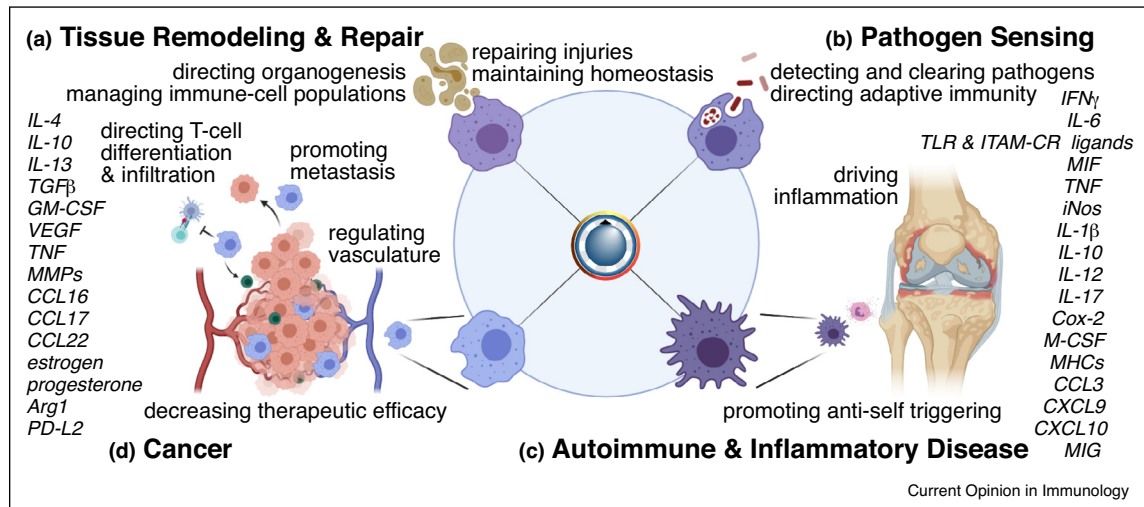 (a) Tissue Remodeling & Repair
directing organogenesis
managing immune-cell populations
repairing injuries
maintaining homeostasis
(b) Pathogen Sensing
detecting and clearing pathogens
directing adaptive immunity
IL-4
IL-10
IL-13
TGFβ
GM-CSF
VEGF
TNF
MMPs
CCL16
CCL17
CCL22
estrogen
progesterone
Arg1
PD-L2
directing T-cell
differentiation
& infiltration
promoting
metastasis
regulating
vasculature
decreasing therapeutic efficacy
(d) Cancer
IFNγ
IL-6
TLR & ITAM-CR ligands
MIF
TNF
iNos
IL-1β
IL-10
IL-12
IL-17
Cox-2
M-CSF
MHCs
CCL3
CXCL9
CXCL10
MIG
driving
inflammation
promoting anti-self triggering
(c) Autoimmune & Inflammatory Disease
Current Opinion in Immunology